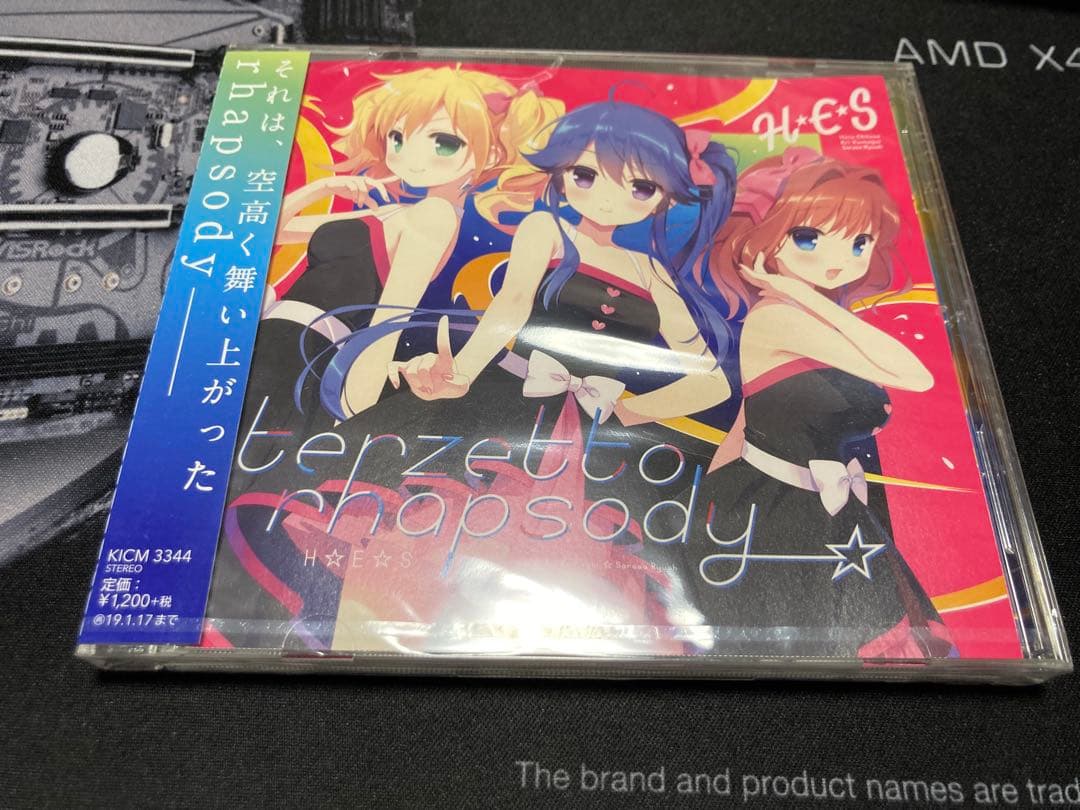 AMD X4
ASRock
それは、
空高く舞い上がった
rhapsody
H★E★S
terzetto
rhapsody☆
H☆E☆S
KICM 3344
STEREO
定価：
¥1,200+税
Ⓟ19.1.17まで
The brand and product names are trad